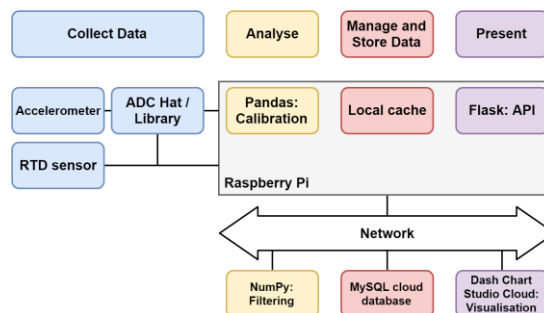 Collect Data
Analyse
Manage and
Store Data
Present
Accelerometer
ADC Hat /
Library
Pandas:
Calibration
Local cache
Flask: API
RTD sensor
Raspberry Pi
Network
NumPy:
Filtering
MySQL cloud
database
Dash Chart
Studio Cloud:
Visualisation